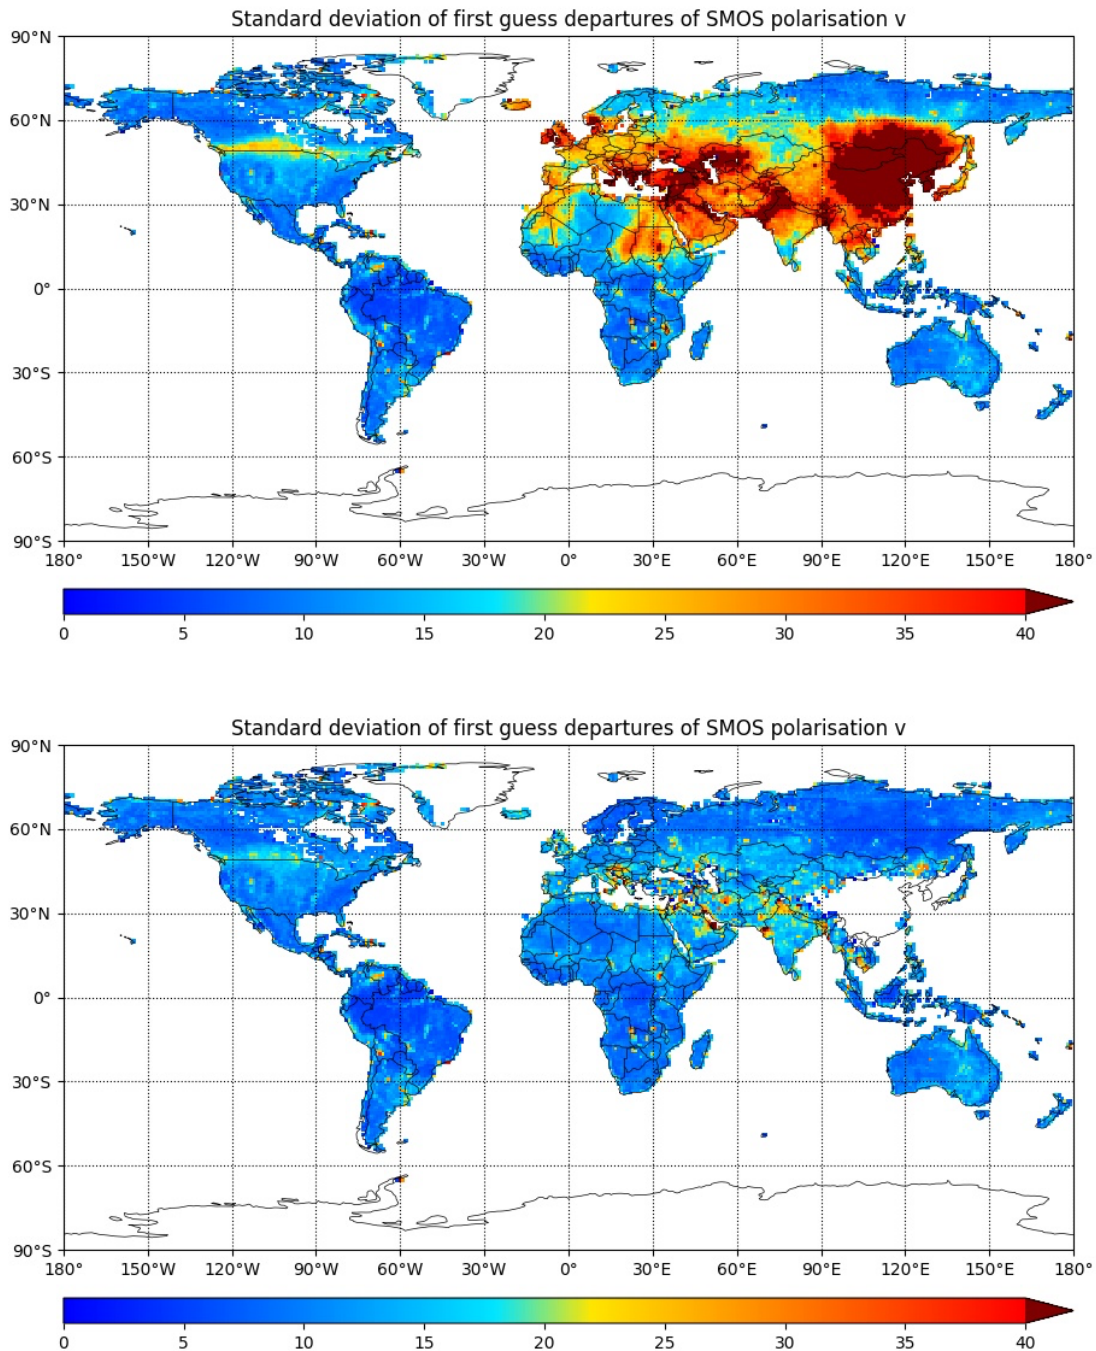 Standard deviation of first guess departures of SMOS polarisation v
90°N
60°N
30°N
0°
30°S
60°S
90°S
180° 150°W 120°W 90°W 60°W 30°W 0° 30°E 60°E 90°E 120°E 150°E 180°
0 5 10 15 20 25 30 35 40
Standard deviation of first guess departures of SMOS polarisation v
90°N
60°N
30°N
0°
30°S
60°S
90°S
180° 150°W 120°W 90°W 60°W 30°W 0° 30°E 60°E 90°E 120°E 150°E 180°
0 5 10 15 20 25 30 35 40